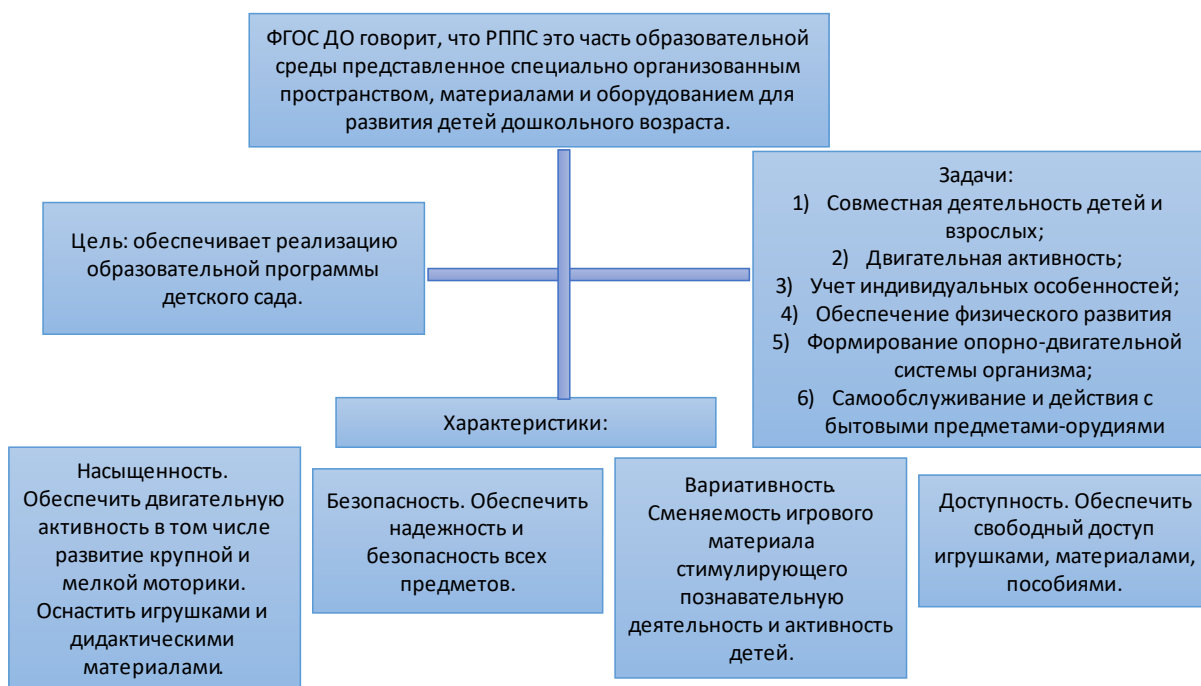 ФГОС ДО говорит, что РППС это часть образовательной
среды представленное специально организованным
пространством, материалами и оборудованием для
развития детей дошкольного возраста.
Цель: обеспечивает реализацию
образовательной программы
детского сада.
Задачи:
1) Совместная деятельность детей и
взрослых;
2) Двигательная активность;
3) Учет индивидуальных особенностей;
4) Обеспечение физического развития
5) Формирование опорно-двигательной
системы организма;
6) Самообслуживание и действия с
бытовыми предметами-орудиями
Характеристики:
Насыщенность.
Обеспечить двигательную
активность в том числе
развитие крупной и
мелкой моторики.
Оснастить игрушками и
дидактическими
материалами.
Безопасность. Обеспечить
надежность и
безопасность всех
предметов.
Вариативность.
Сменяемость игрового
материала
стимулирующего
познавательную
деятельность и активность
детей.
Доступность. Обеспечить
свободный доступ
игрушками, материалами,
пособиями.